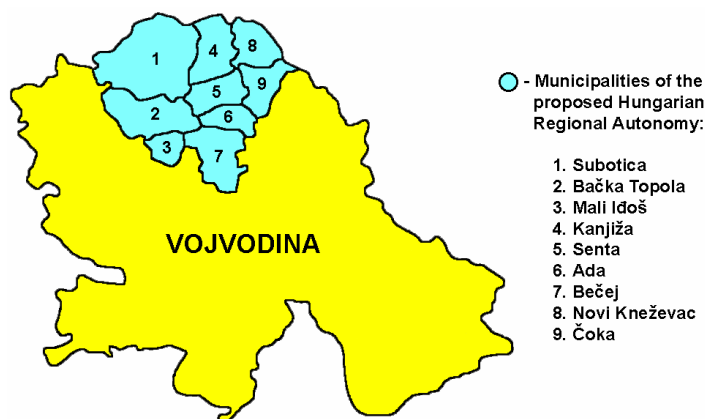 1
4
8
9
5
2
6
3
7
VOJVODINA
- Municipalities of the
proposed Hungarian
Regional Autonomy:
1. Subotica
2. Bačka Topola
3. Mali Iđoš
4. Kanjiža
5. Senta
6. Ada
7. Bečej
8. Novi Kneževac
9. Čoka